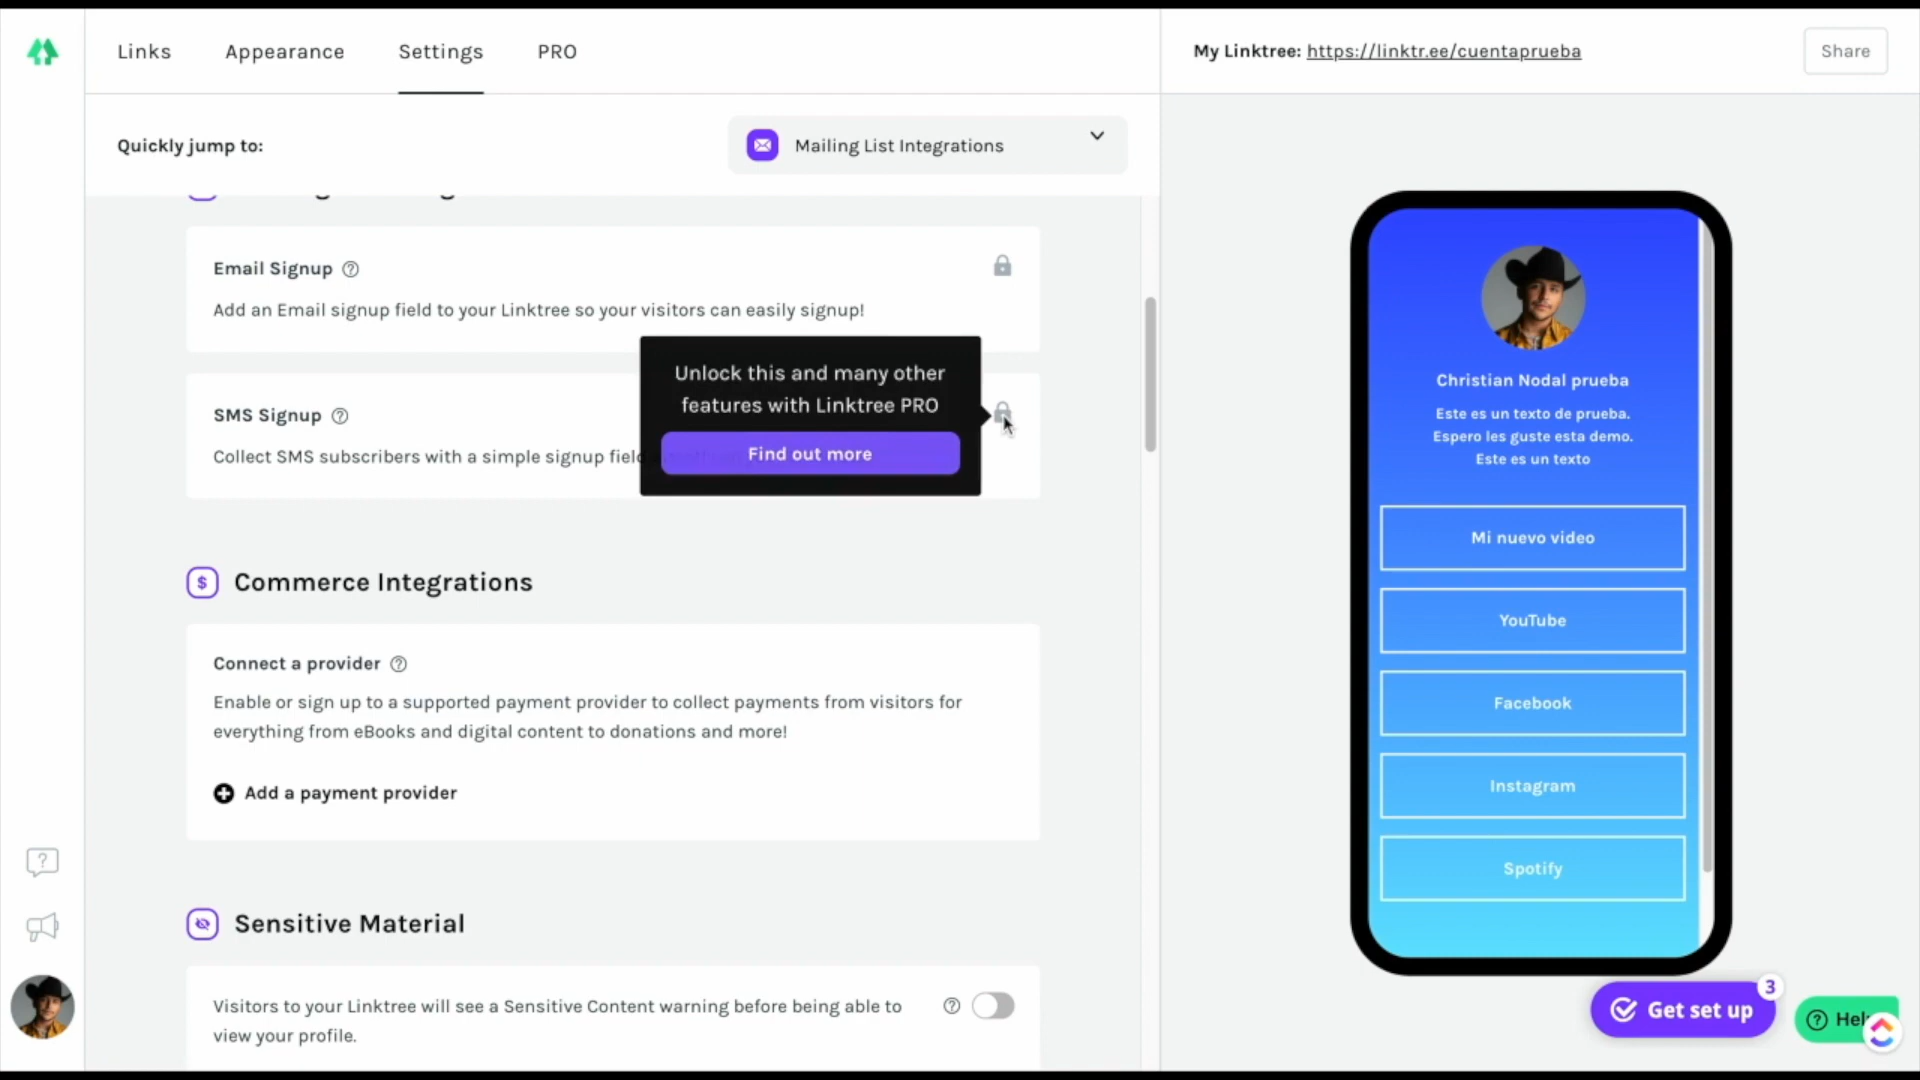 Links
Appearance
Settings
PRO
My Linktree: https://linktr.ee/cuentaprueba
Share
Quickly jump to:
Mailing List Integrations
Email Signup
Add an Email signup field to your Linktree so your visitors can easily signup!
SMS Signup
Collect SMS subscribers with a simple signup field
Unlock this and many other
features with Linktree PRO
Find out more
$ Commerce Integrations
Connect a provider
Enable or sign up to a supported payment provider to collect payments from visitors for
everything from eBooks and digital content to donations and more!
Add a payment provider
Sensitive Material
Visitors to your Linktree will see a Sensitive Content warning before being able to
view your profile.
Christian Nodal prueba
Este es un texto de prueba.
Espero les guste esta demo.
Este es un texto
Mi nuevo video
YouTube
Facebook
Instagram
Spotify
Get set up
3
Help